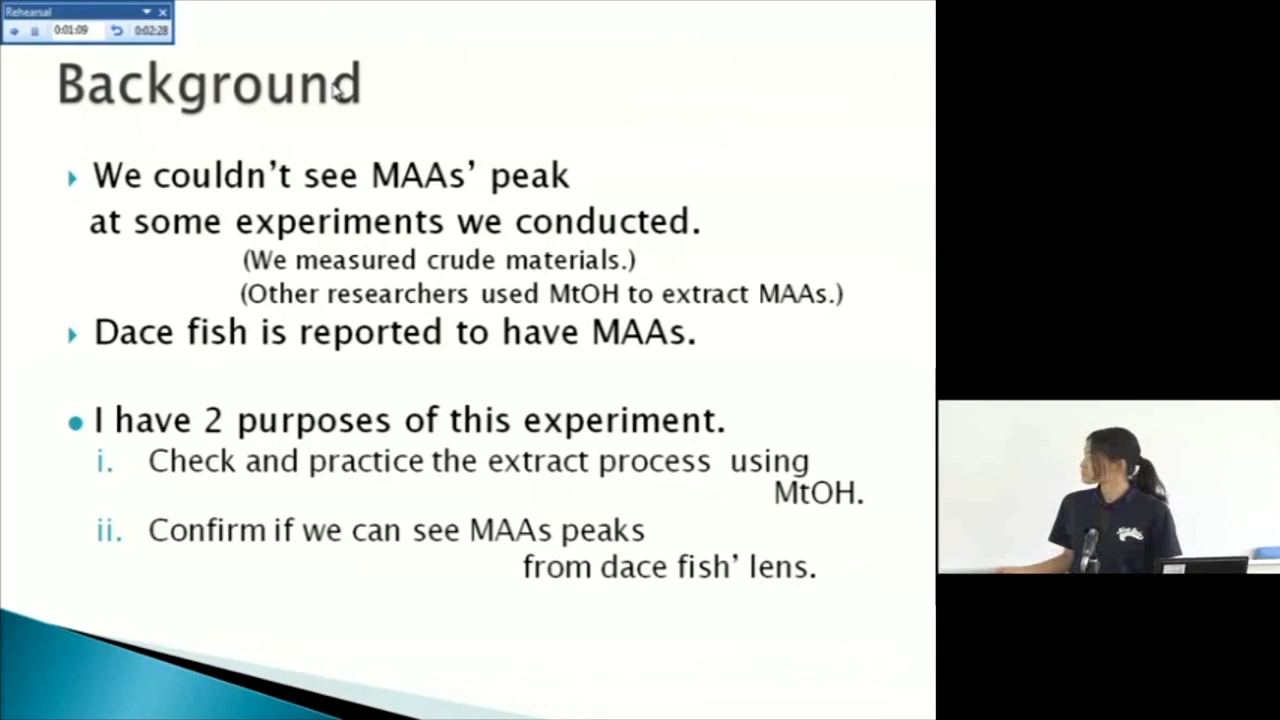 Rehearsal
0:01:09 0:02:28
Background
We couldn't see MAAs' peak
at some experiments we conducted.
(We measured crude materials.)
(Other researchers used MtOH to extract MAAs.)
Dace fish is reported to have MAAs.
I have 2 purposes of this experiment.
i. Check and practice the extract process using
MtOH.
ii. Confirm if we can see MAAs peaks
from dace fish' lens.